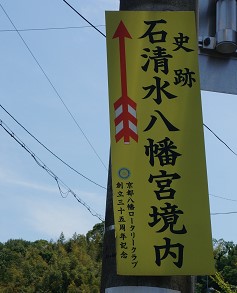 史跡
石清水八幡宮境内
京都八幡ロータリークラブ
創立三十五周年記念